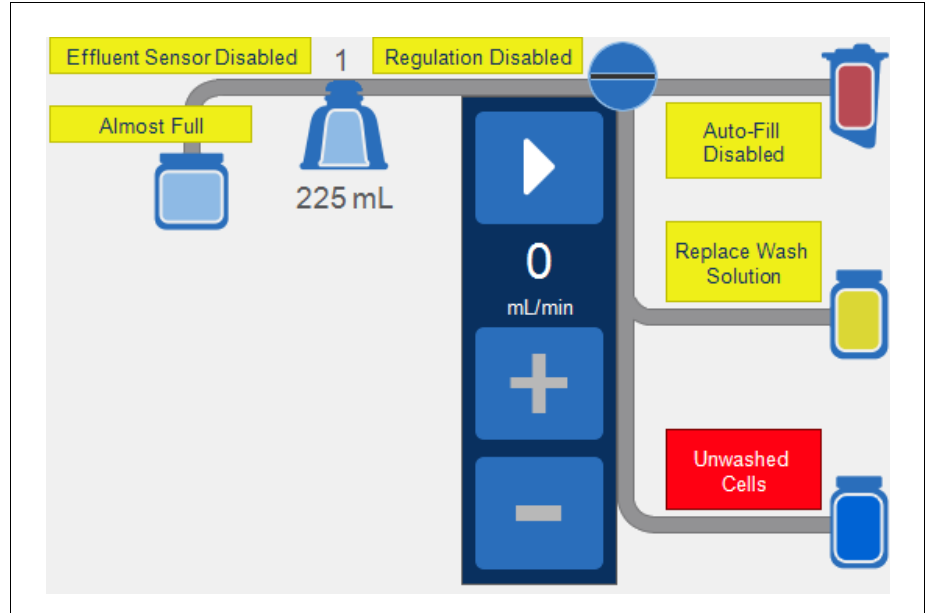 Effluent Sensor Disabled
1
Regulation Disabled
Almost Full
225 mL
Auto-Fill
Disabled
0
mL/min
Replace Wash
Solution
Unwashed
Cells